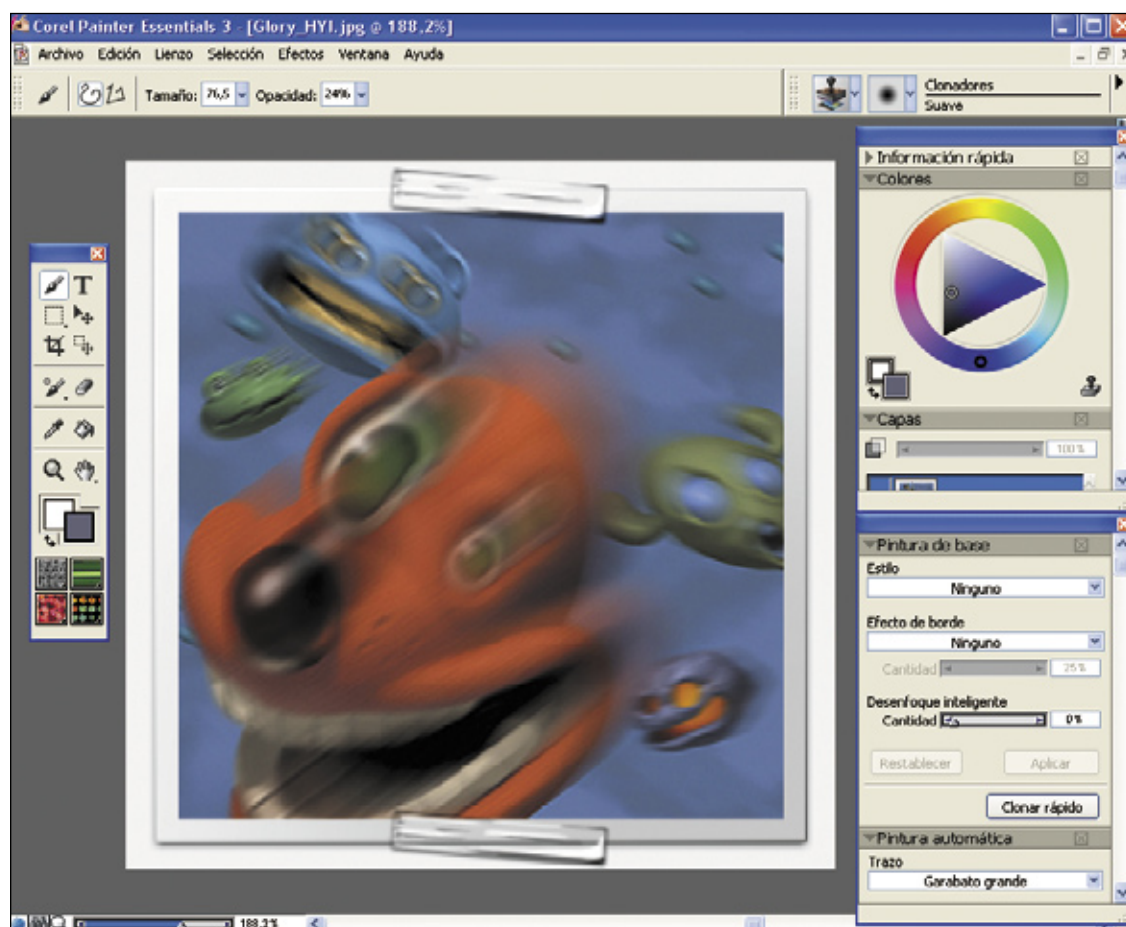 Corel Painter Essentials 3 - [Glory_HYI.jpg @ 188,2%]
Archivo Edición Lienzo Selección Efectos Ventana Ayuda
Tamaño: 76,5 Opacidad: 24% Clonadores
Suave
Información rápida
Colores
T
Capas
100%
Pintura de base
Estilo
Ninguno
Efecto de borde
Ninguno
Cantidad 25%
Desenfoque inteligente
Cantidad 0%
Restablecer Aplicar
Clonar rápido
Pintura automática
Trazo
Garabato grande
188,2%